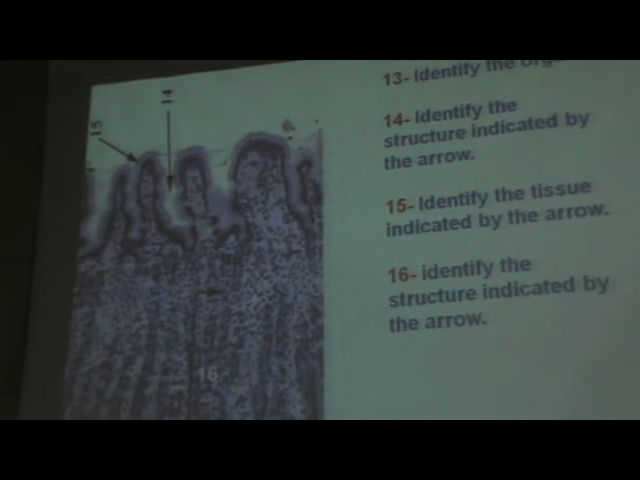 15
14
16
13- Identify the
14- Identify the
structure indicated by
the arrow.
15- Identify the tissue
indicated by the arrow.
16- identify the
structure indicated by
the arrow.